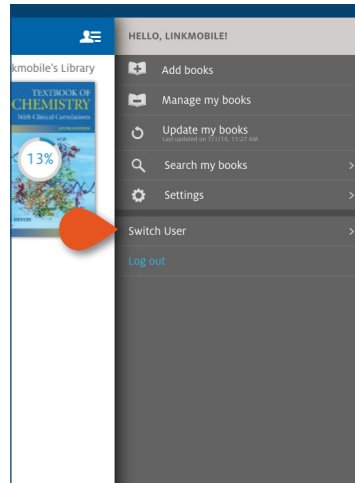 HELLO, LINKMOBILE!
kmobile's Library
TEXTBOOK OF
CHEMISTRY
With Clinical Correlations
13%
Add books
Manage my books
Update my books
Last updated on 7/1/16, 11:27 AM
Search my books
Settings
Switch User
Log out